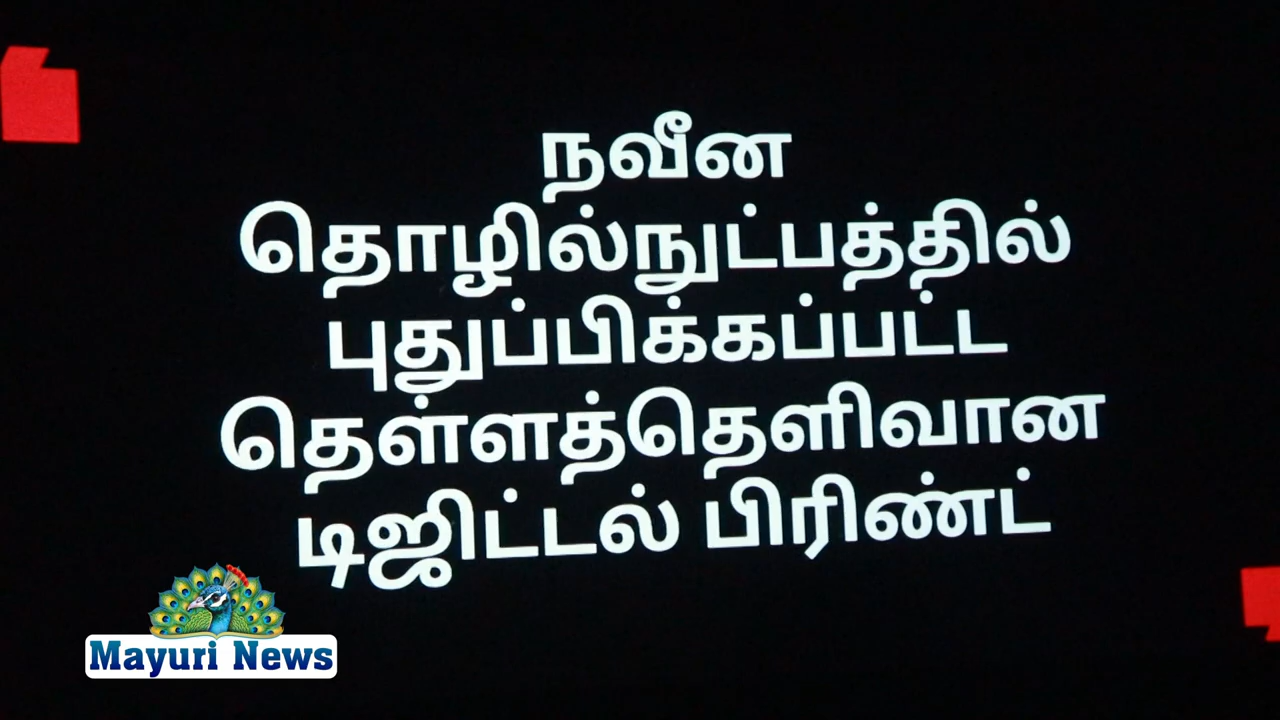 நவீன
தொழில்நுட்பத்தில்
புதுப்பிக்கப்பட்ட
தெள்ளத்தெளிவான
டிஜிட்டல் பிரிண்ட்
Mayuri News